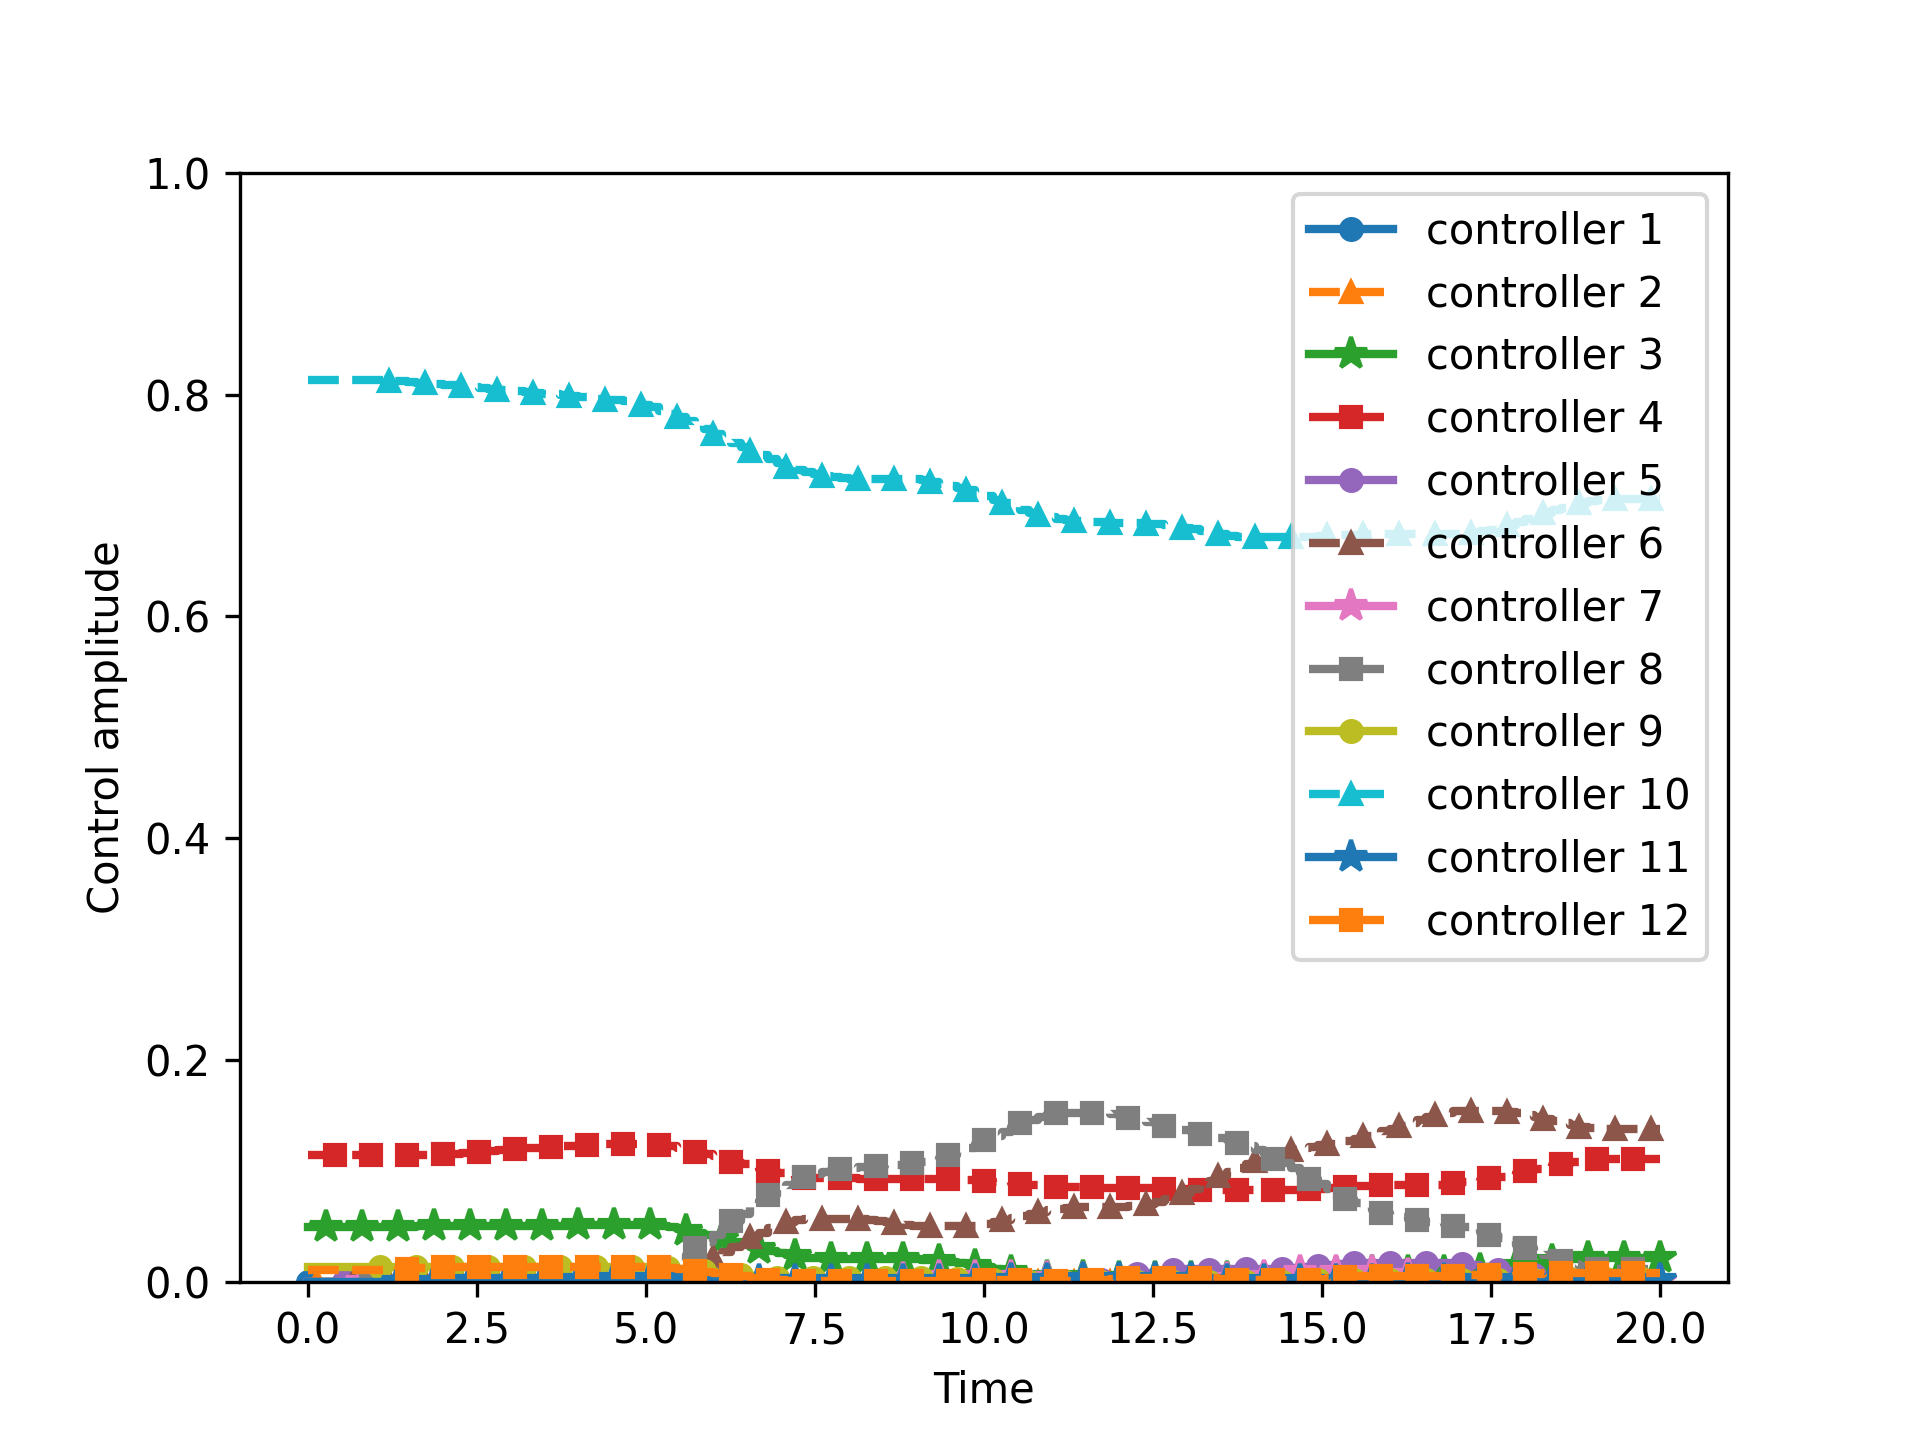 1.0
0.8
0.6
0.4
0.2
0.0
Control amplitude
controller 1
controller 2
controller 3
controller 4
controller 5
controller 6
controller 7
controller 8
controller 9
controller 10
controller 11
controller 12
0.0 2.5 5.0 7.5 10.0 12.5 15.0 17.5 20.0
Time